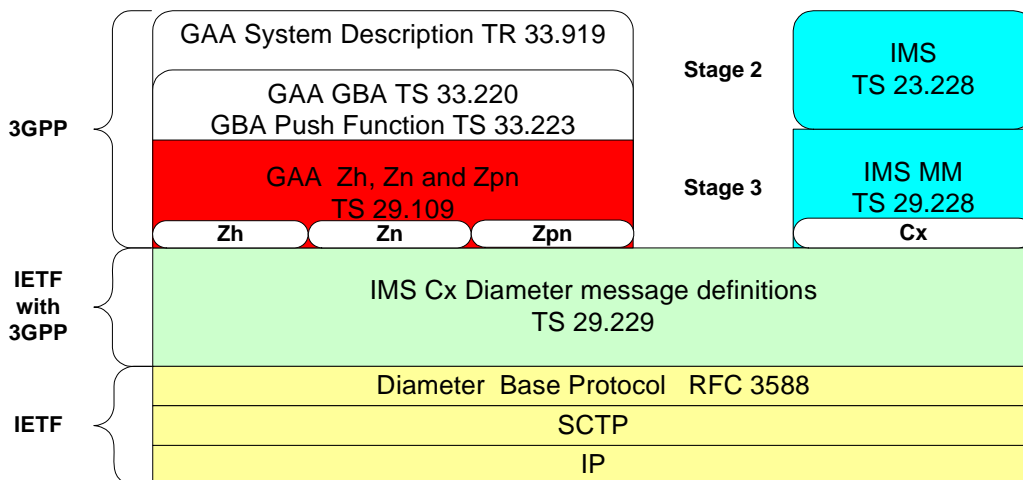 GAA System Description TR 33.919
GAA GBA TS 33.220
GBA Push Function TS 33.223
GAA Zh, Zn and Zpn
TS 29.109
Zh
Zn
Zpn
Stage 2
Stage 3
IMS
TS 23.228
IMS MM
TS 29.228
Cx
3GPP
IETF
with
3GPP
IMS Cx Diameter message definitions
TS 29.229
IETF
Diameter Base Protocol RFC 3588
SCTP
IP